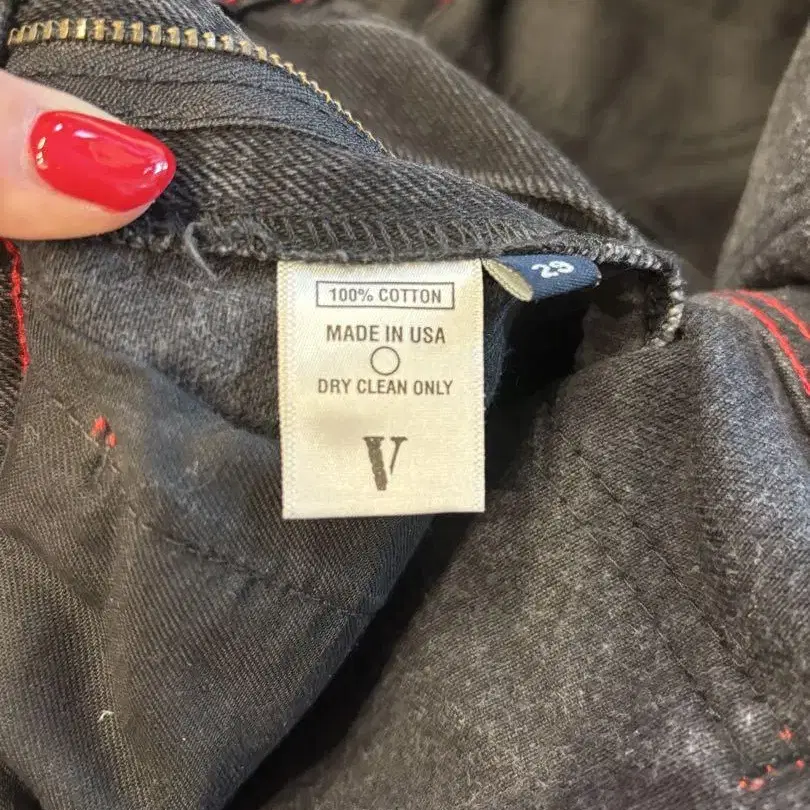 100% COTTON
MADE IN USA
DRY CLEAN ONLY
V
29